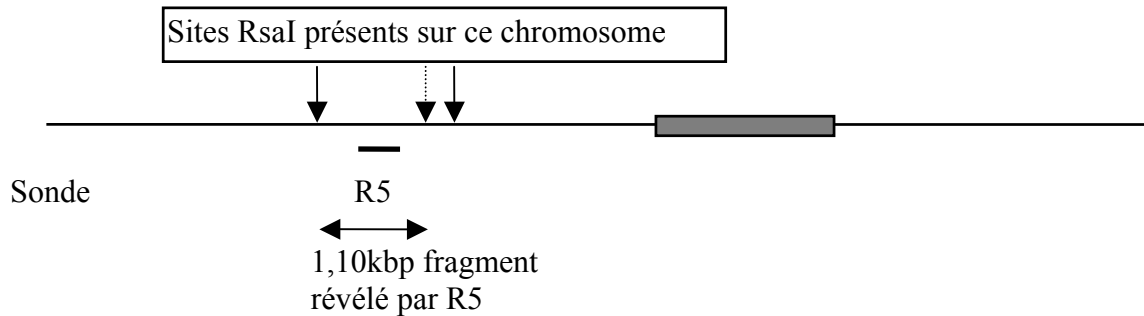 Sites RsaI présents sur ce chromosome
Sonde
R5
1,10kbp fragment
révélé par R5